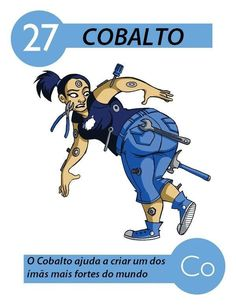 27 COBALTO
O Cobalto ajuda a criar um dos
ímãs mais fortes do mundo
Co